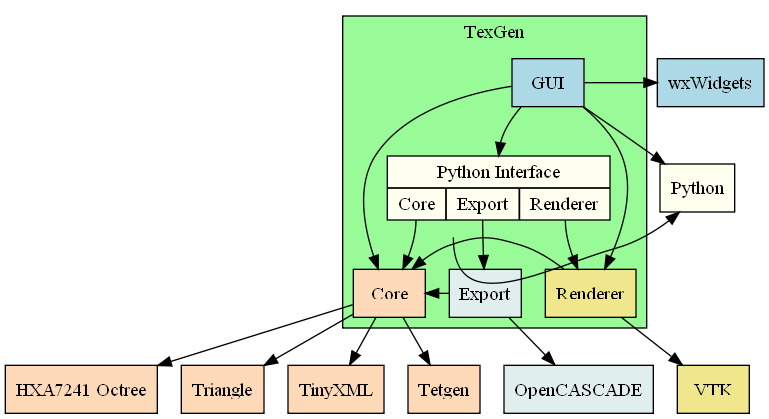 TexGen
GUI
wxWidgets
Python Interface
Python
Core
Export
Renderer
Core
Export
Renderer
HXA7241 Octree
Triangle
TinyXML
Tetgen
OpenCASCADE
VTK